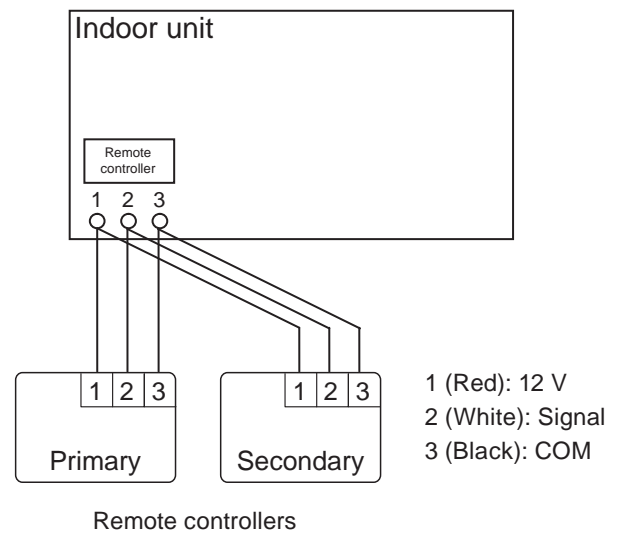 Indoor unit
Remote
controller
1 2 3
1 2 3
1 2 3
Primary
Secondary
1 (Red): 12 V
2 (White): Signal
3 (Black): COM
Remote controllers